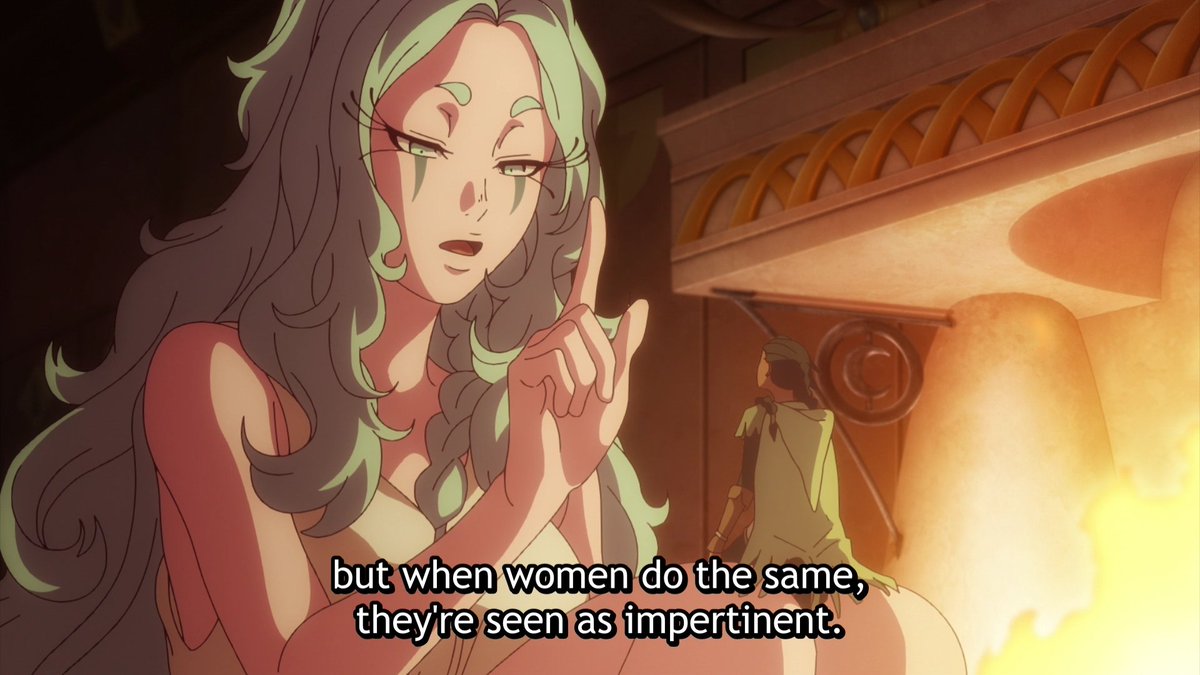 but when women do the same,
they're seen as impertinent.